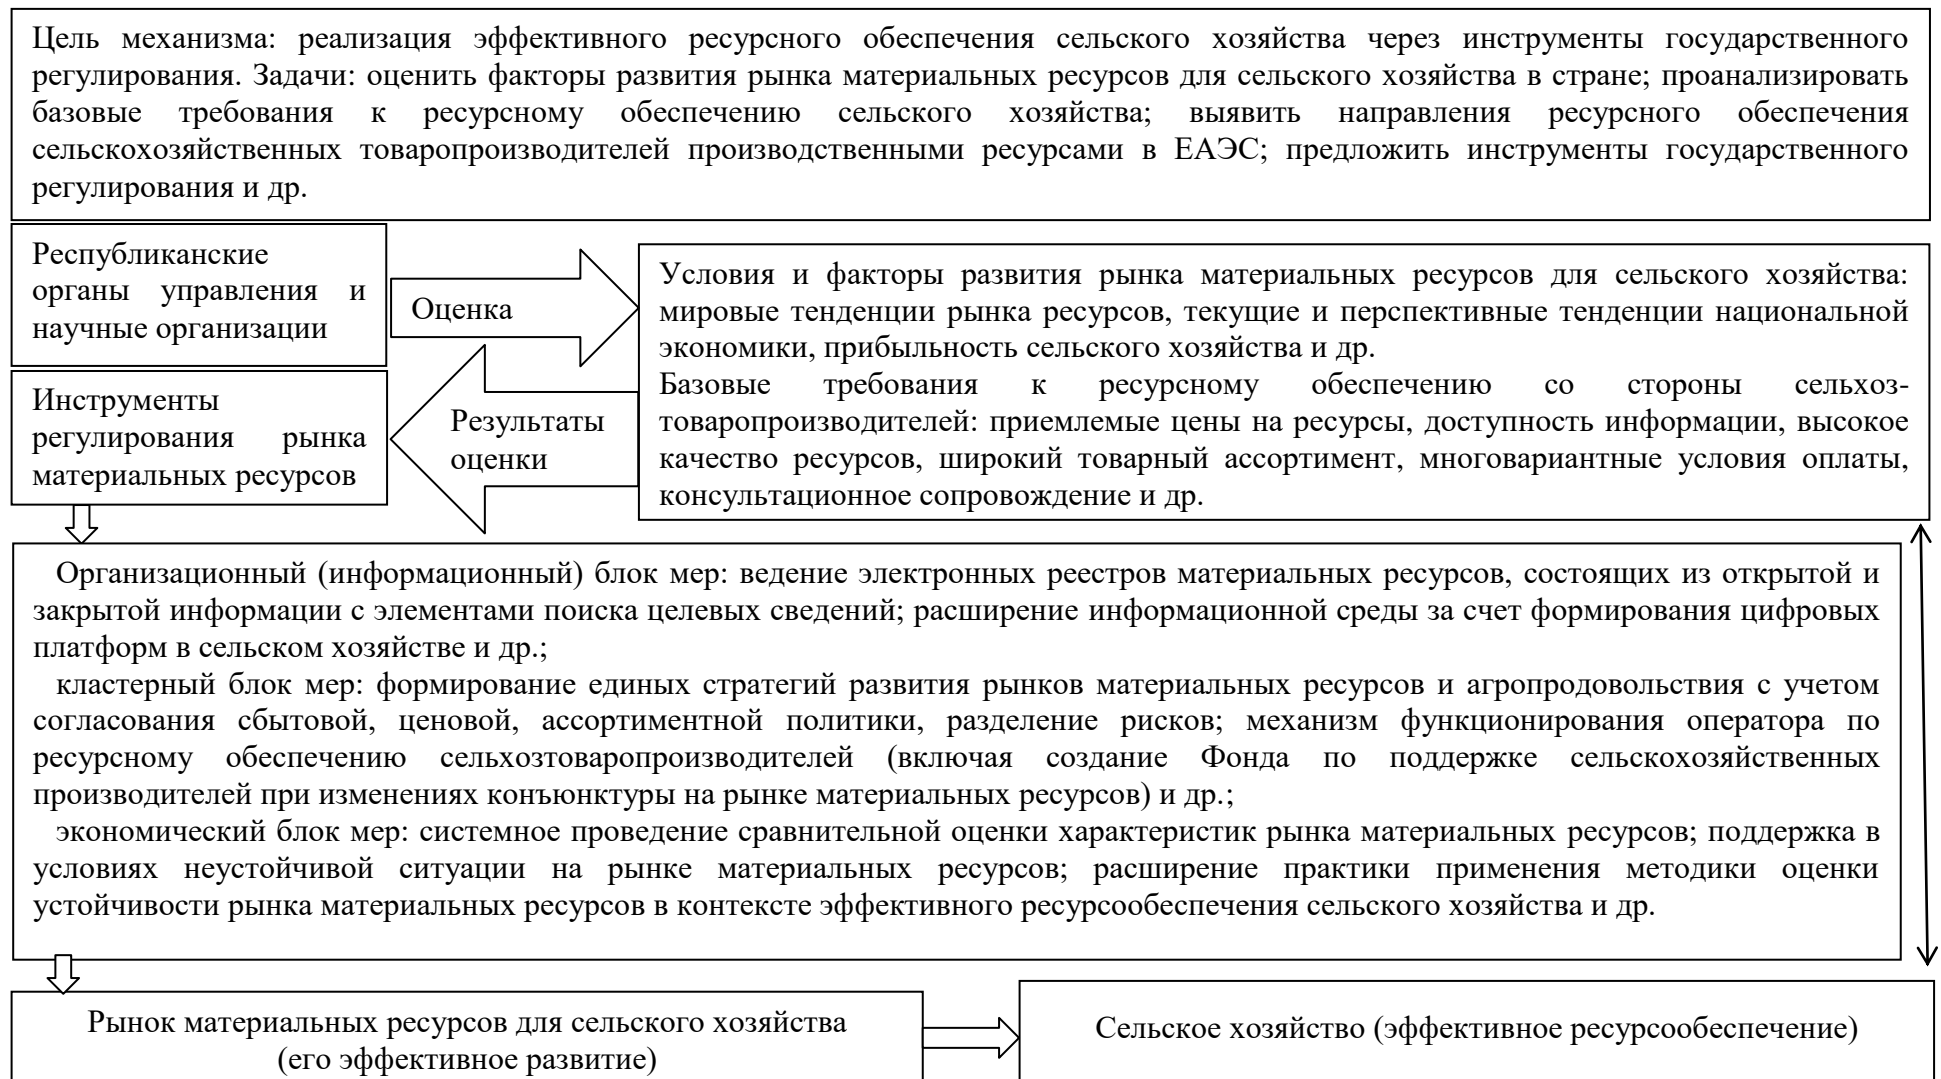 Цель механизма: реализация эффективного ресурсного обеспечения сельского хозяйства через инструменты государственного
регулирования. Задачи: оценить факторы развития рынка материальных ресурсов для сельского хозяйства в стране; проанализировать
базовые требования к ресурсному обеспечению сельского хозяйства; выявить направления ресурсного обеспечения
сельскохозяйственных товаропроизводителей производственными ресурсами в ЕАЭС; предложить инструменты государственного
регулирования и др.
Республиканские
органы управления и
научные организации
Оценка
Условия и факторы развития рынка материальных ресурсов для сельского хозяйства:
мировые тенденции рынка ресурсов, текущие и перспективные тенденции национальной
экономики, прибыльность сельского хозяйства и др.
Базовые требования к ресурсному обеспечению со стороны сельхоз-
товаропроизводителей: приемлемые цены на ресурсы, доступность информации, высокое
качество ресурсов, широкий товарный ассортимент, многовариантные условия оплаты,
консультационное сопровождение и др.
Инструменты
регулирования рынка
материальных ресурсов
Результаты
оценки
Организационный (информационный) блок мер: ведение электронных реестров материальных ресурсов, состоящих из открытой и
закрытой информации с элементами поиска целевых сведений; расширение информационной среды за счет формирования цифровых
платформ в сельском хозяйстве и др.;
кластерный блок мер: формирование единых стратегий развития рынков материальных ресурсов и агропродовольствия с учетом
согласования сбытовой, ценовой, ассортиментной политики, разделение рисков; механизм функционирования оператора по
ресурсному обеспечению сельхозтоваропроизводителей (включая создание Фонда по поддержке сельскохозяйственных
производителей при изменениях конъюнктуры на рынке материальных ресурсов) и др.;
экономический блок мер: системное проведение сравнительной оценки характеристик рынка материальных ресурсов; поддержка в
условиях неустойчивой ситуации на рынке материальных ресурсов; расширение практики применения методики оценки
устойчивости рынка материальных ресурсов в контексте эффективного ресурсообеспечения сельского хозяйства и др.
Рынок материальных ресурсов для сельского хозяйства
(его эффективное развитие)
Сельское хозяйство (эффективное ресурсообеспечение)